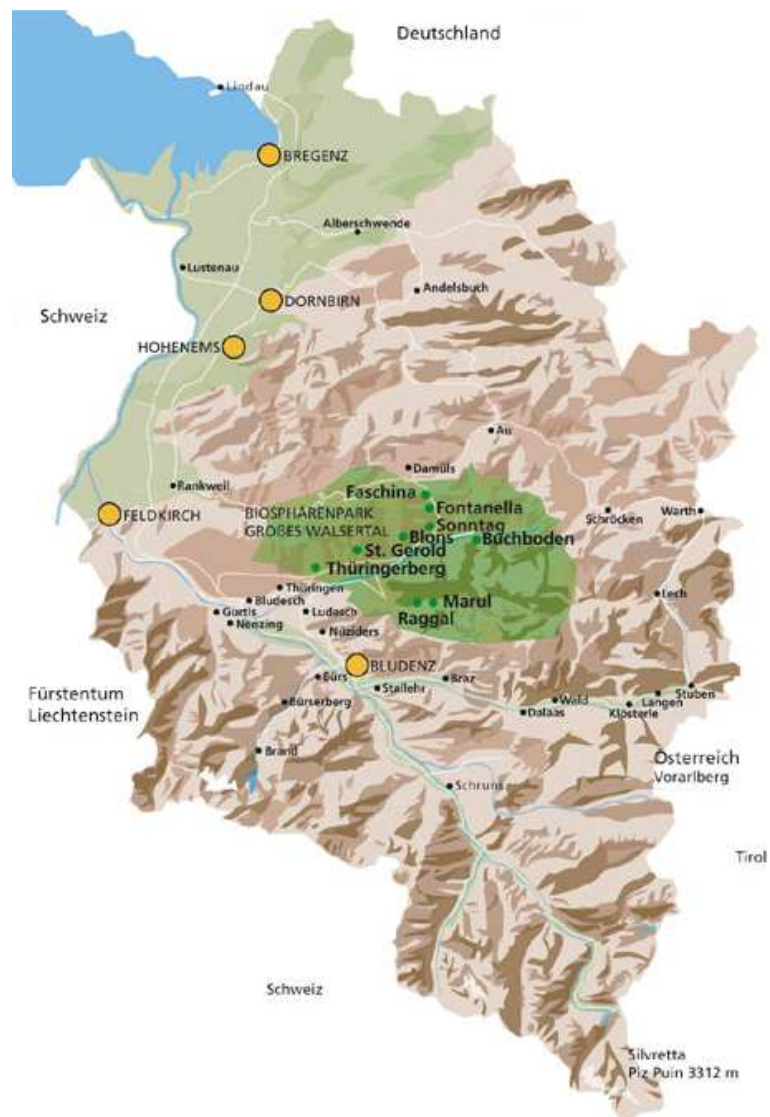 Deutschland
Lindau
BREGENZ
Alberschwende
Lustenau
Andelsbuch
DORNBIRN
Schweiz
HOHENEMS
Au
Damüls
Rankweil
Faschina
FELDKIRCH
BIOSPHÄRENPARK
GROßES WALSERTAL
Fontanella
Sonntag
Schröcken
Warth
Blons
Buchboden
St. Gerold
Thüringerberg
Thüringen
Lech
Bludesch
Marul
Gurtis
Ludesch
Raggal
Nenzing
Nüziders
BLUDENZ
Bürs
Braz
Stallehr
Stuben
Fürstentum
Liechtenstein
Bürserberg
Wald
Langen
Klösterle
Dalaas
Brand
Österreich
Vorarlberg
Schruns
Tirol
Schweiz
Silvretta
Piz Puin 3312 m